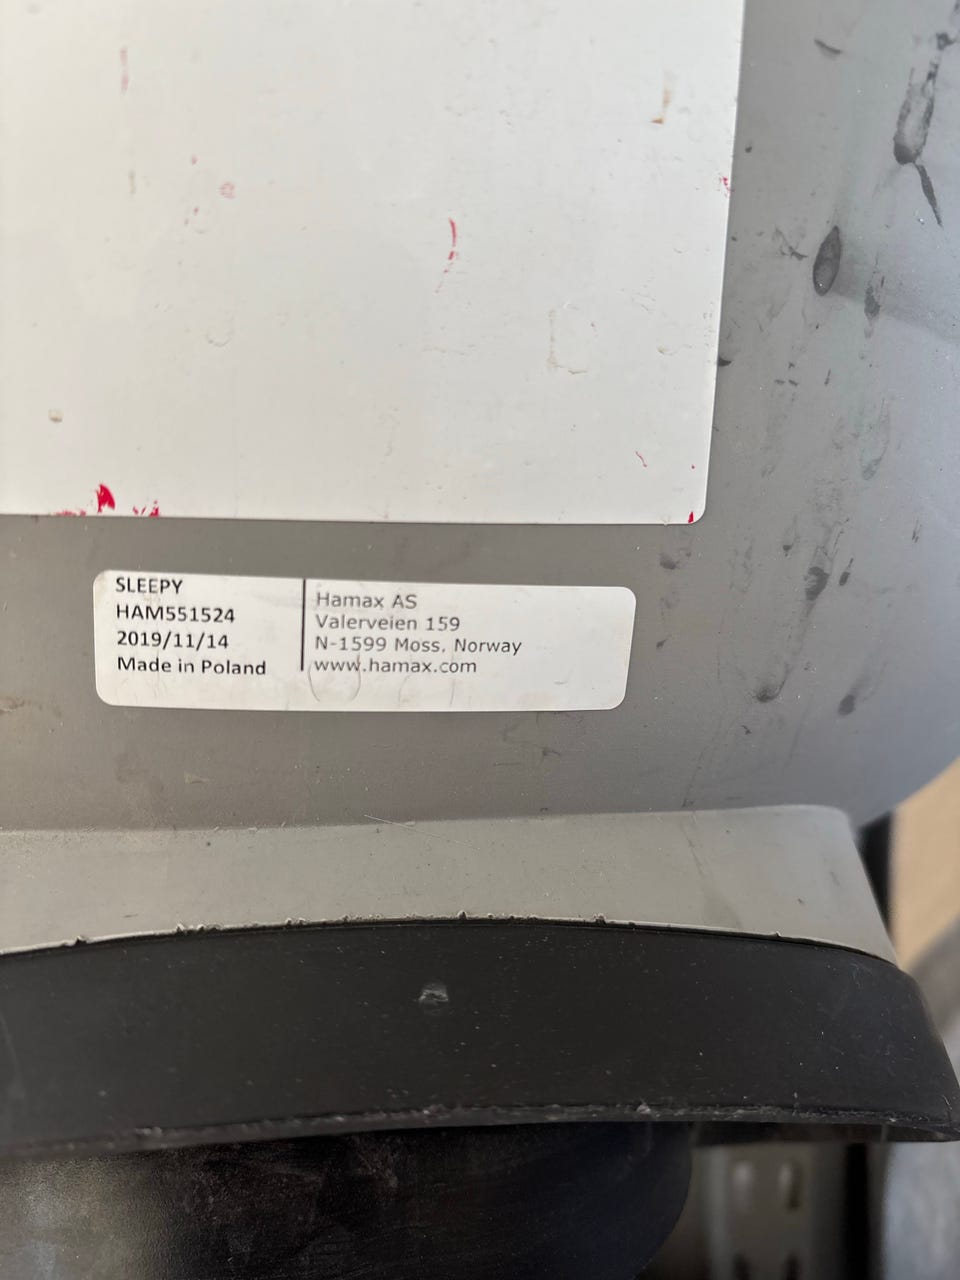 SLEEPY
HAM551524
2019/11/14
Made in Poland
Hamax AS
Valerveien 159
N-1599 Moss, Norway
www.hamax.com